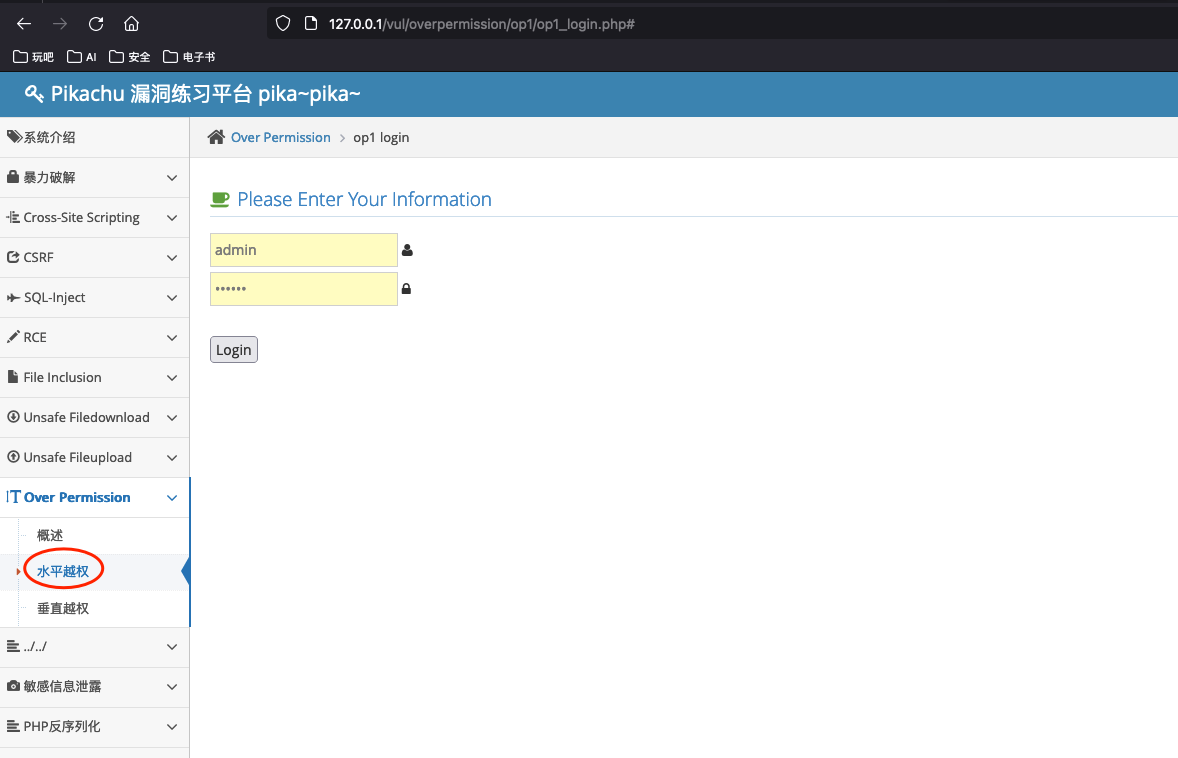 127.0.0.1/vul/overpermission/op1/op1_login.php#
玩吧 AI 安全 电子书
Pikachu 漏洞练习平台 pika~pika~
系统介绍
Over Permission op1 login
暴力破解
Please Enter Your Information
Cross-Site Scripting
admin
CSRF
••••••
SQL-Inject
RCE
Login
File Inclusion
Unsafe Filedownload
Unsafe Fileupload
Over Permission
概述
水平越权
垂直越权
../../
敏感信息泄露
PHP反序列化